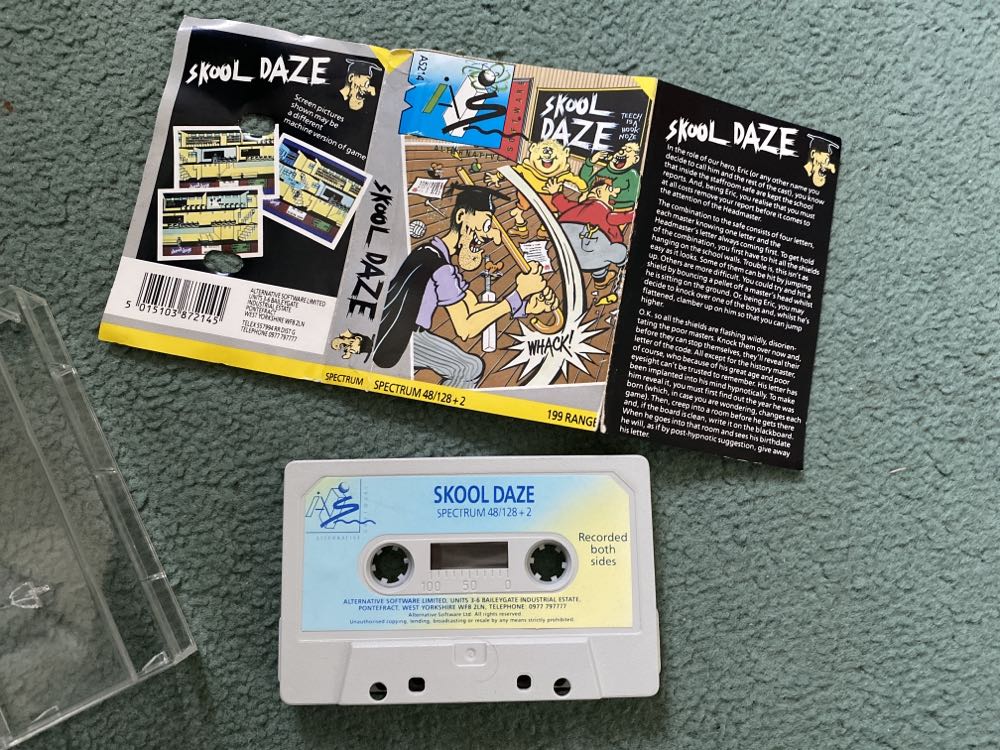 SKOOL DAZE
Screen pictures
shown may be
a different
machine version of game
5 015103 872145
ALTERNATIVE SOFTWARE LIMITED
UNITS 3-6 BAILEYGATE
INDUSTRIAL ESTATE
PONTEFRACT
WEST YORKSHIRE WF8 2LN
TELEX 557994 RR DIST G
TELEPHONE 0977 797777
SKOOL DAZE
SPECTRUM
AS214
SOFTWARE
ALTERNATIVE
SKOOL
DAZE
TEECH
IS A
HOOK
NOZE
WHACK!
SPECTRUM 48/128 + 2
199 RANGE
SKOOL DAZE
In the role of our hero, Eric (or any other name you
decide to call him and the rest of the cast), you know
that inside the staffroom safe are kept the school
reports. And, being Eric, you realise that you must
at all costs remove your report before it comes to
the attention of the Headmaster.
The combination to the safe consists of four letters,
each master knowing one letter and the
Headmaster's letter always coming first. To get hold
of the combination, you first have to hit all the shields
hanging on the school walls. Trouble is, this isn't as
easy as it looks. Some of them can be hit by jumping
up. Others are more difficult. You could try and hit a
shield by bouncing a pellet off a master's head whilst
he is sitting on the ground. Or, being Eric, you may
decide to knock over one of the boys and, whilst he's
flattened, clamber up on him so that you can jump
higher.
O.K. so all the shields are flashing wildly, disorien-
tating the poor masters. Knock them over now and,
before they can stop themselves, they'll reveal their
letter of the code. All except for the history master,
of course, who because of his great age and poor
eyesight can't be trusted to remember. His letter has
been implanted into his mind hypnotically. To make
him reveal it, you must first find out the year he was
born (which, in case you are wondering, changes each
game). Then, creep into a room before he gets there
and, if the board is clean, write it on the blackboard.
When he goes into that room and sees his birthdate
he will, as if by post-hypnotic suggestion, give away
his letter.
SKOOL DAZE
SPECTRUM 48/128 + 2
ALTERNATIVE
SOFTWARE
Recorded
both
sides
100 50 0
ALTERNATIVE SOFTWARE LIMITED, UNITS 3-6 BAILEYGATE INDUSTRIAL ESTATE,
PONTEFRACT, WEST YORKSHIRE WF8 2LN, TELEPHONE: 0977 797777
Alternative Software Ltd. All rights reserved.
Unauthorised copying, lending, broadcasting or resale by any means strictly prohibited.